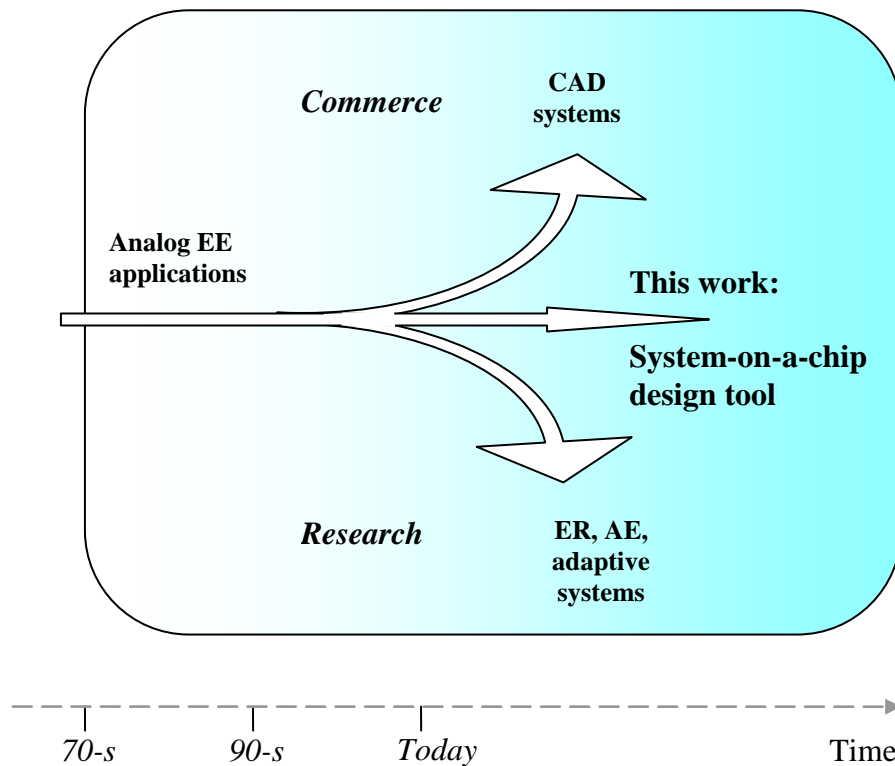 Commerce
CAD
systems
Analog EE
applications
This work:
System-on-a-chip
design tool
Research
ER, AE,
adaptive
systems
70-s
90-s
Today
Time